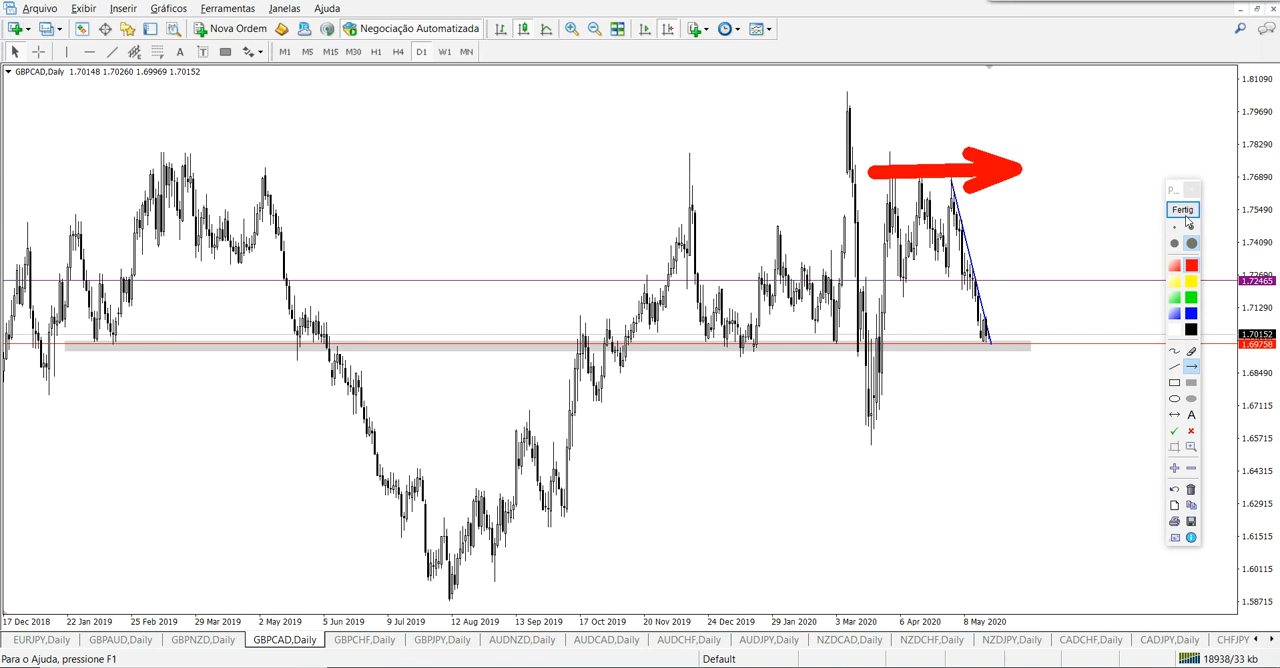 Arquivo Exibir Inserir Gráficos Ferramentas Janelas Ajuda
Nova Ordem Negociação Automatizada
A T M1 M5 M15 M30 H1 H4 D1 W1 MN
GBPCAD,Daily 1.70148 1.70260 1.69969 1.70152
1.81090
1.79690
1.78290
1.76890
1.75490
1.74090
1.72690
1.72465
1.71290
1.70152
1.69758
1.68490
1.67115
1.65715
1.64315
1.62915
1.61515
1.60115
1.58715
P...
Fertig
A
17 Dec 2018 22 Jan 2019 25 Feb 2019 29 Mar 2019 2 May 2019 5 Jun 2019 9 Jul 2019 12 Aug 2019 13 Sep 2019 17 Oct 2019 20 Nov 2019 24 Dec 2019 29 Jan 2020 3 Mar 2020 6 Apr 2020 8 May 2020
EURJPY,Daily GBPAUD,Daily GBPNZD,Daily GBPCAD,Daily GBPCHF,Daily GBPJPY,Daily AUDNZD,Daily AUDCAD,Daily AUDCHF,Daily AUDJPY,Daily NZDCAD,Daily NZDCHF,Daily NZDJPY,Daily CADCHF,Daily CADJPY,Daily CHFJPY
Para o Ajuda, pressione F1 Default 18938/33 kb